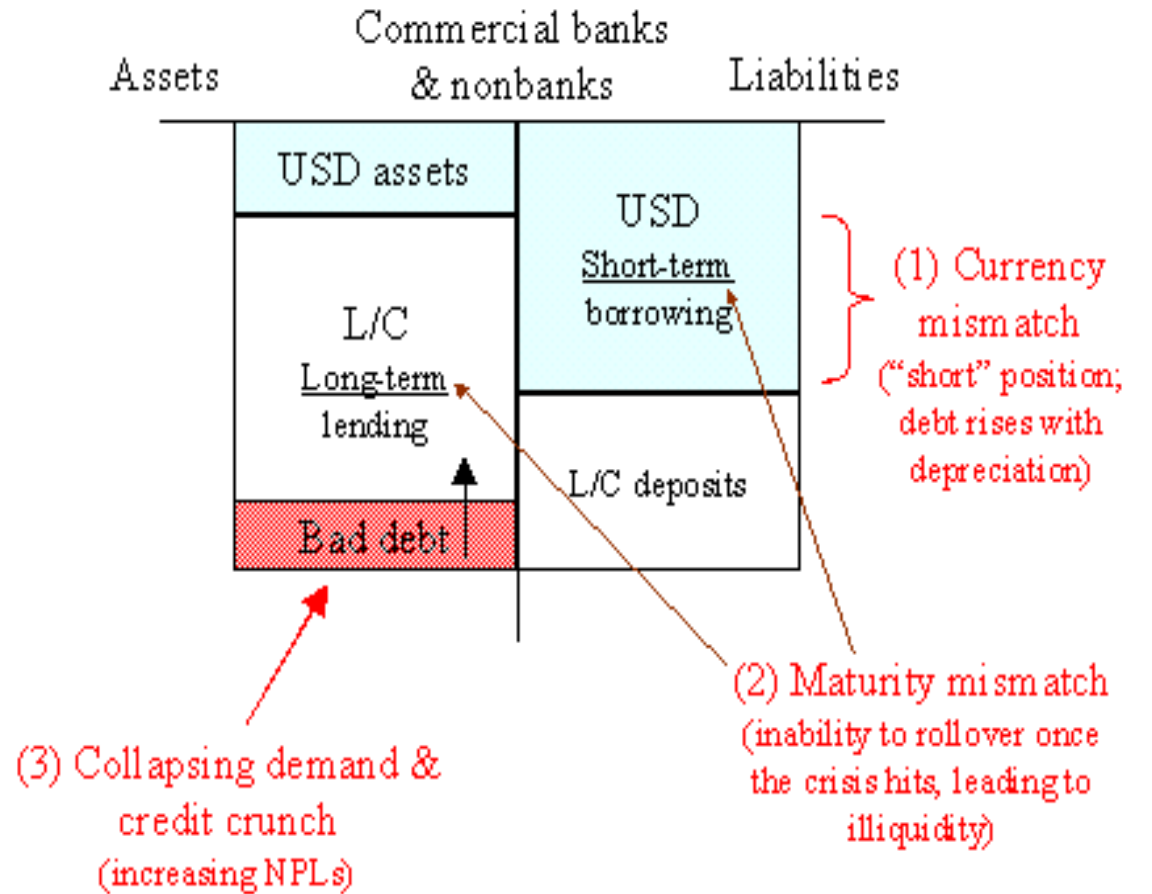 Commercial banks
& nonbanks
Assets
Liabilities
USD assets
L/C
Long-term
lending
Bad debt
USD
Short-term
borrowing
L/C deposits
(1) Currency
mismatch
(“short” position;
debt rises with
depreciation)
(2) Maturity mismatch
(inability to rollover once
the crisis hits, leading to
illiquidity)
(3) Collapsing demand &
credit crunch
(increasing NPLs)